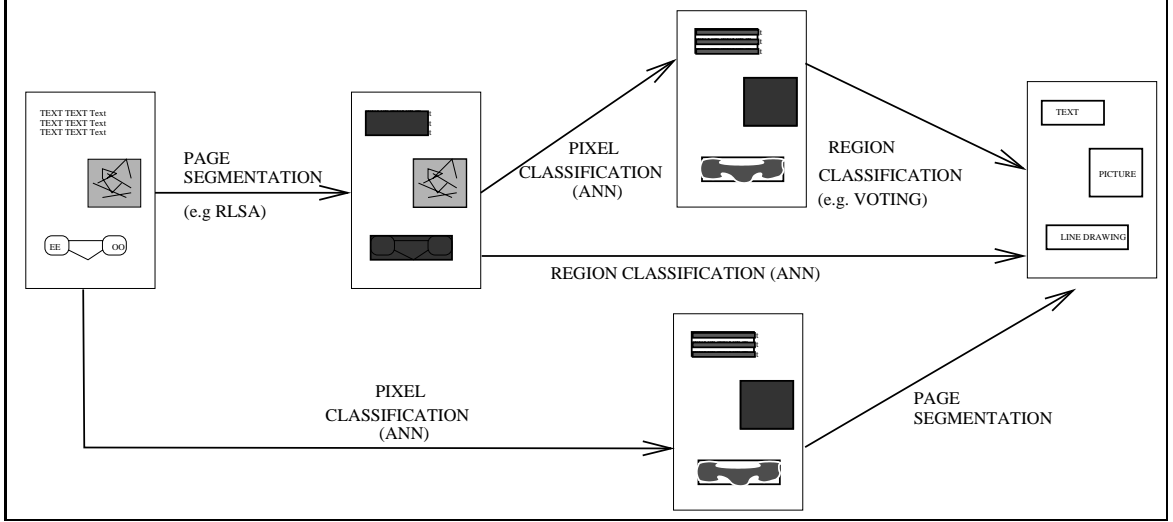 TEXT TEXT Text
TEXT TEXT Text
TEXT TEXT Text
EE
OO
PAGE
SEGMENTATION
(e.g RLSA)
PIXEL
CLASSIFICATION
(ANN)
REGION
CLASSIFICATION
(e.g. VOTING)
REGION CLASSIFICATION (ANN)
TEXT
PICTURE
LINE DRAWING
PIXEL
CLASSIFICATION
(ANN)
PAGE
SEGMENTATION